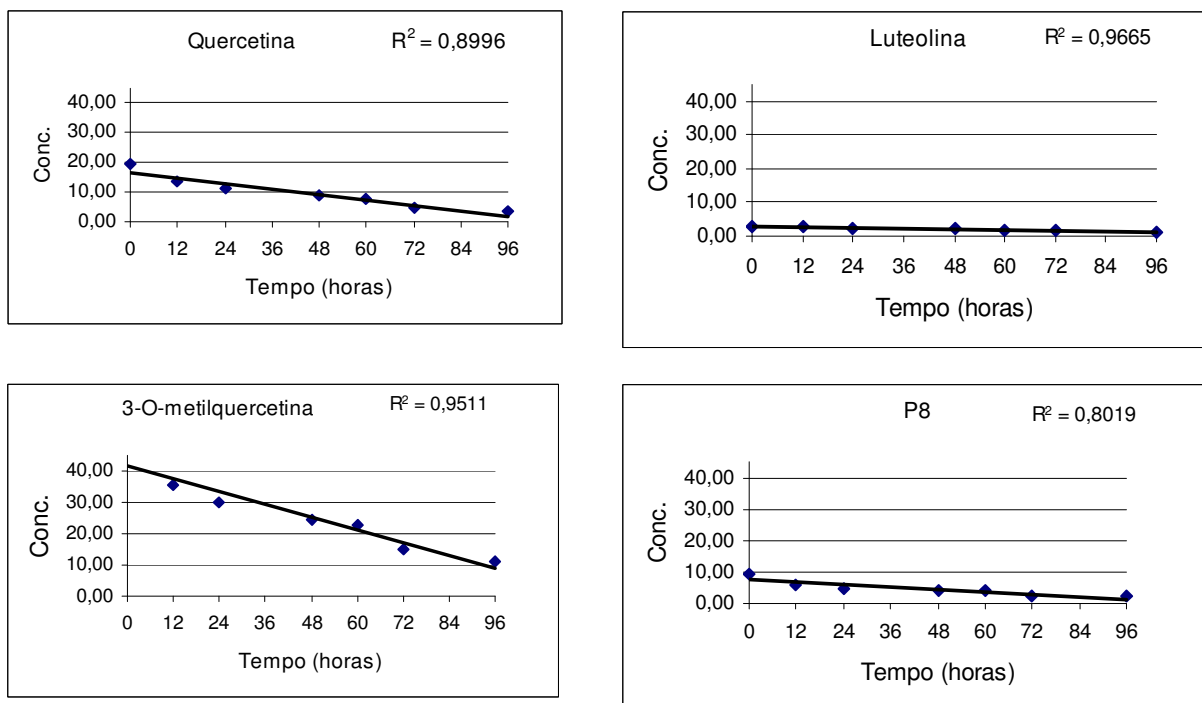 Quercetina R² = 0,8996
40,00
30,00
20,00
10,00
0,00
Conc.
0 12 24 36 48 60 72 84 96
Tempo (horas)
Luteolina R² = 0,9665
40,00
30,00
20,00
10,00
0,00
Conc.
0 12 24 36 48 60 72 84 96
Tempo (horas)
3-O-metilquercetina R² = 0,9511
40,00
30,00
20,00
10,00
0,00
Conc.
0 12 24 36 48 60 72 84 96
Tempo (horas)
P8 R² = 0,8019
40,00
30,00
20,00
10,00
0,00
Conc.
0 12 24 36 48 60 72 84 96
Tempo (horas)